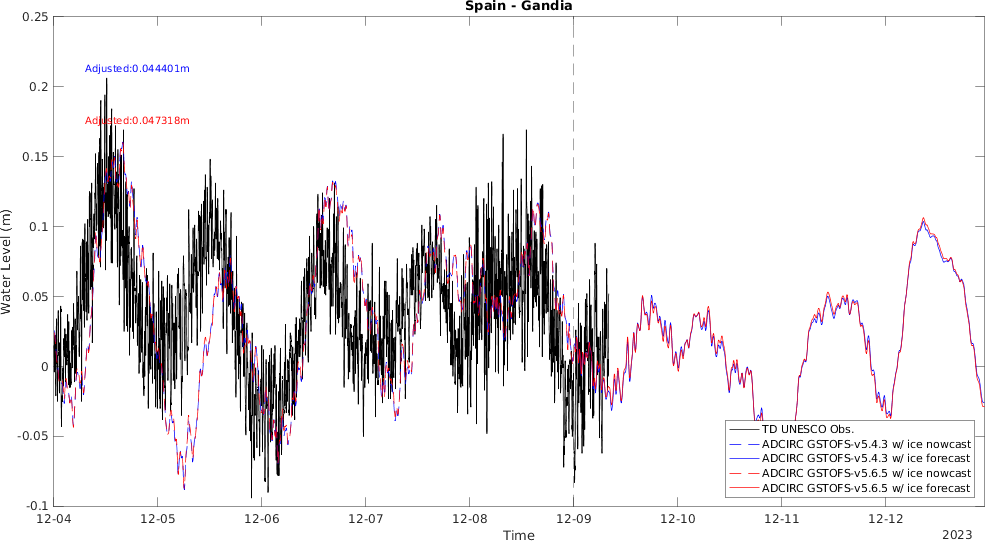 Spain - Gandia
0.25
0.2
0.15
0.1
0.05
0
-0.05
-0.1
Water Level (m)
Adjusted:0.044401m
Adjusted:0.047318m
TD UNESCO Obs.
ADCIRC GSTOFS-v5.4.3 w/ ice nowcast
ADCIRC GSTOFS-v5.4.3 w/ ice forecast
ADCIRC GSTOFS-v5.6.5 w/ ice nowcast
ADCIRC GSTOFS-v5.6.5 w/ ice forecast
12-04 12-05 12-06 12-07 12-08 12-09 12-10 12-11 12-12
Time
2023